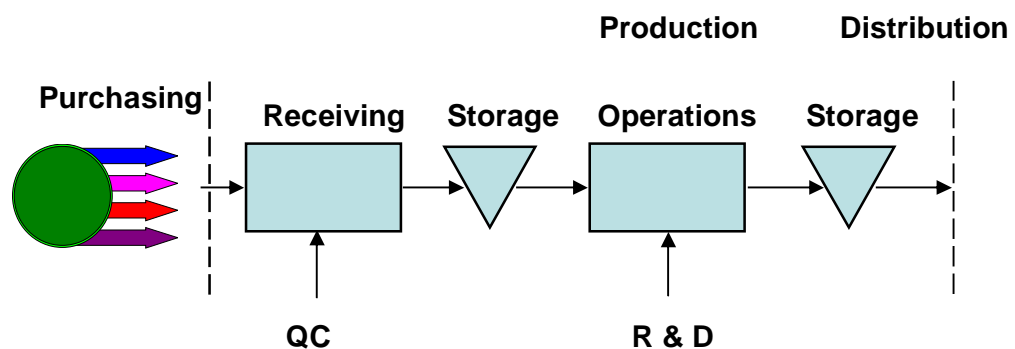 Production
Distribution
Purchasing
Receiving
Storage
Operations
Storage
QC
R & D